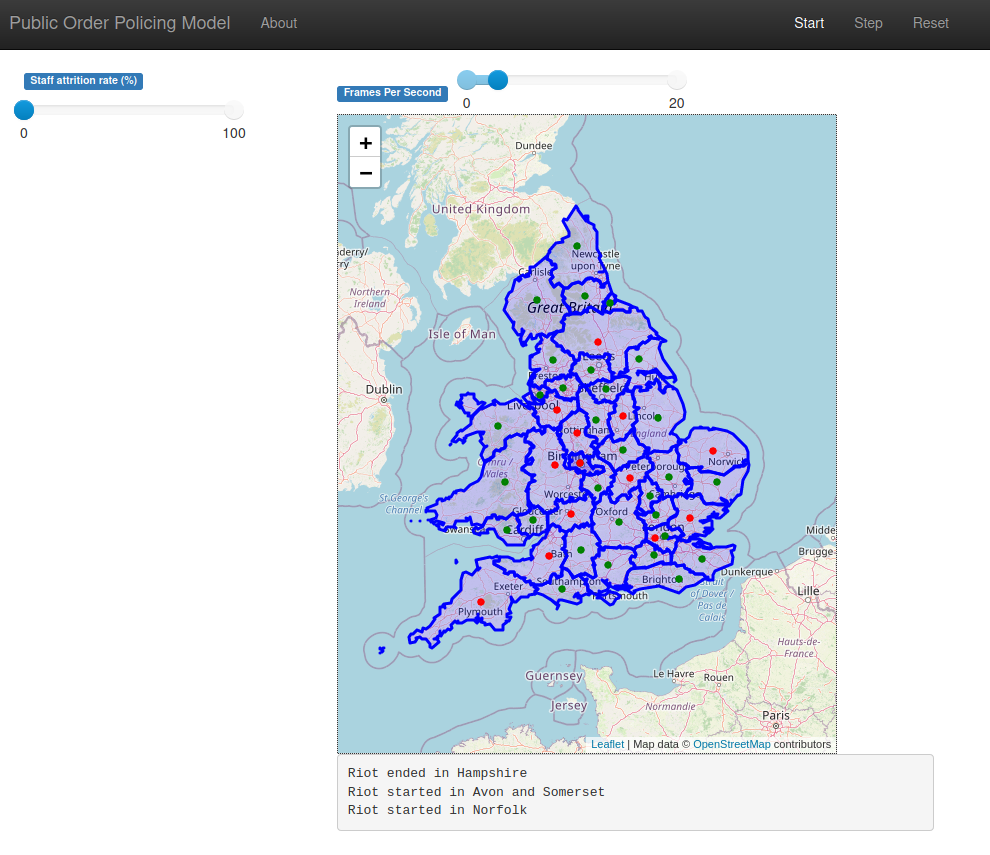 Public Order Policing Model About Start Step Reset
Staff attrition rate (%)
0 100
Frames Per Second
0 20
+
−
Dundee
United Kingdom
Newcastle
upon Tyne
Carlisle
derry/
ry
Northern
Ireland
Great Britain
Isle of Man
Leeds
Preston
Hull
Dublin
Sheffield
Liverpool
Lincoln
Nottingham
England
Birmingham
Norwich
Cymru /
Wales
Peterborough
Cambridge
Worcester
St George's
Channel
Gloucester
Oxford
Swansea
Cardiff
London
Bath
Midde
Brugge
Dunkerque
Exeter
Southampton
Brighton
Portsmouth
Strait
of Dover /
Pas de
Calais
Lille
Plymouth
Hauts-de-
France
Guernsey
Le Havre
Rouen
Jersey
Normandie
Paris
Leaflet | Map data © OpenStreetMap contributors
Riot ended in Hampshire
Riot started in Avon and Somerset
Riot started in Norfolk